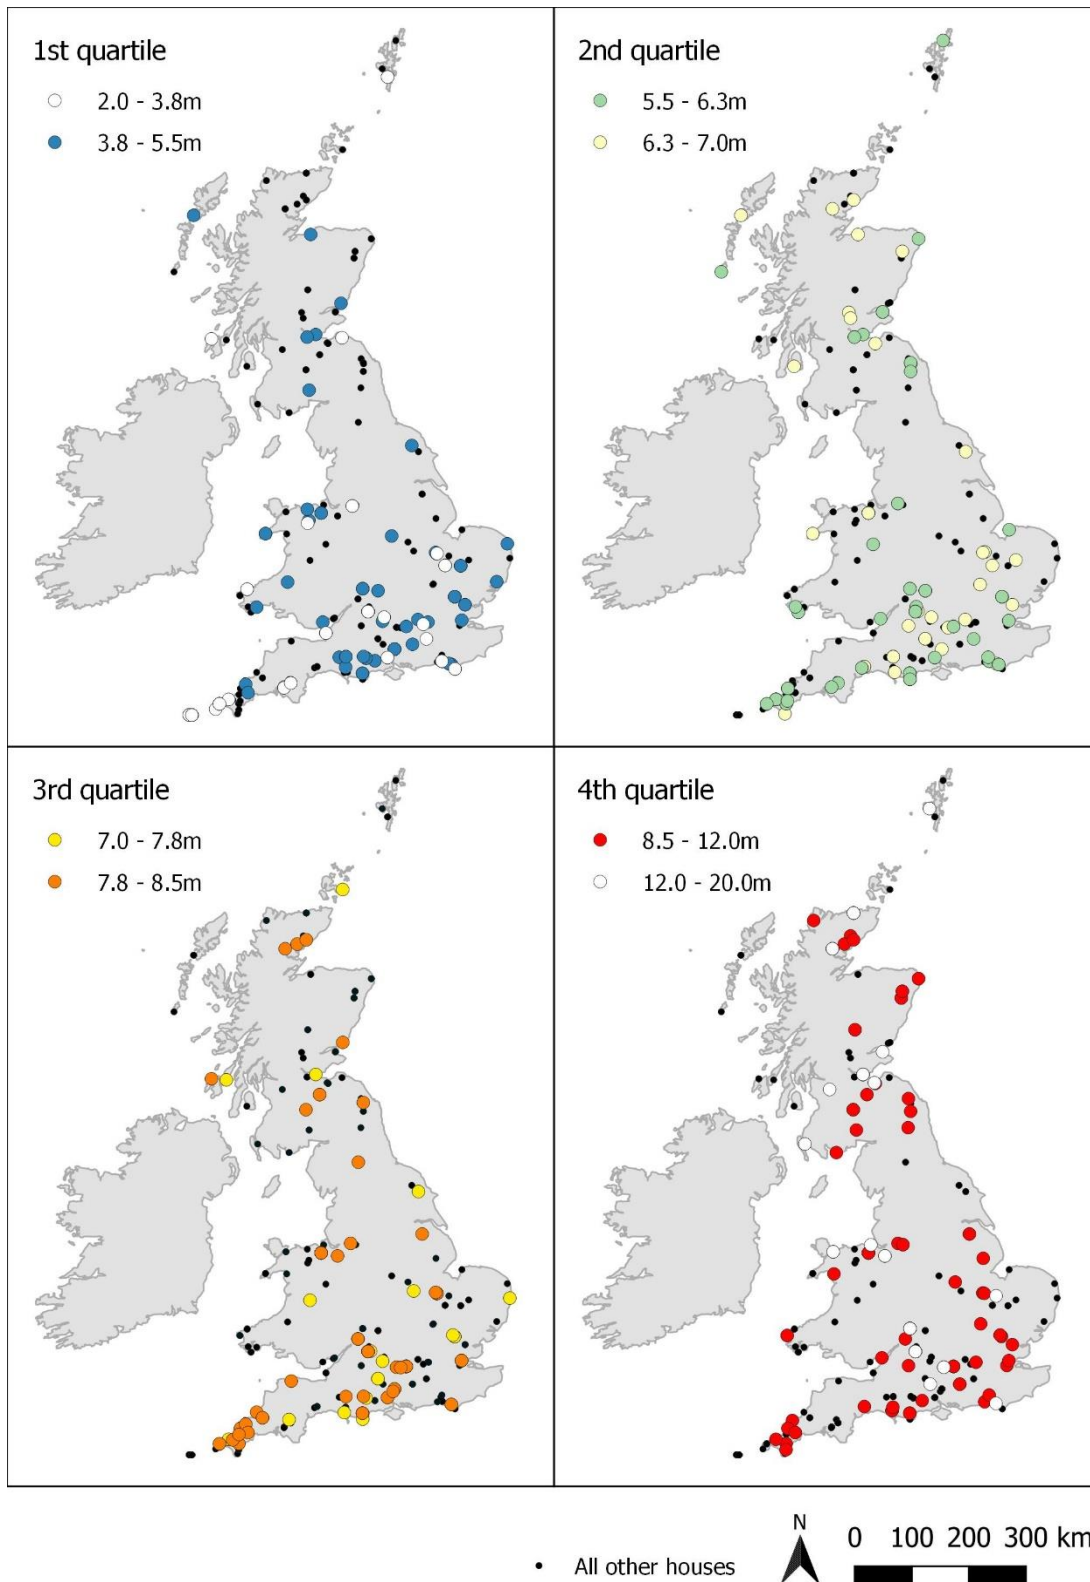 1st quartile
2.0 - 3.8m
3.8 - 5.5m
2nd quartile
5.5 - 6.3m
6.3 - 7.0m
3rd quartile
7.0 - 7.8m
7.8 - 8.5m
4th quartile
8.5 - 12.0m
12.0 - 20.0m
All other houses
N
0 100 200 300 km